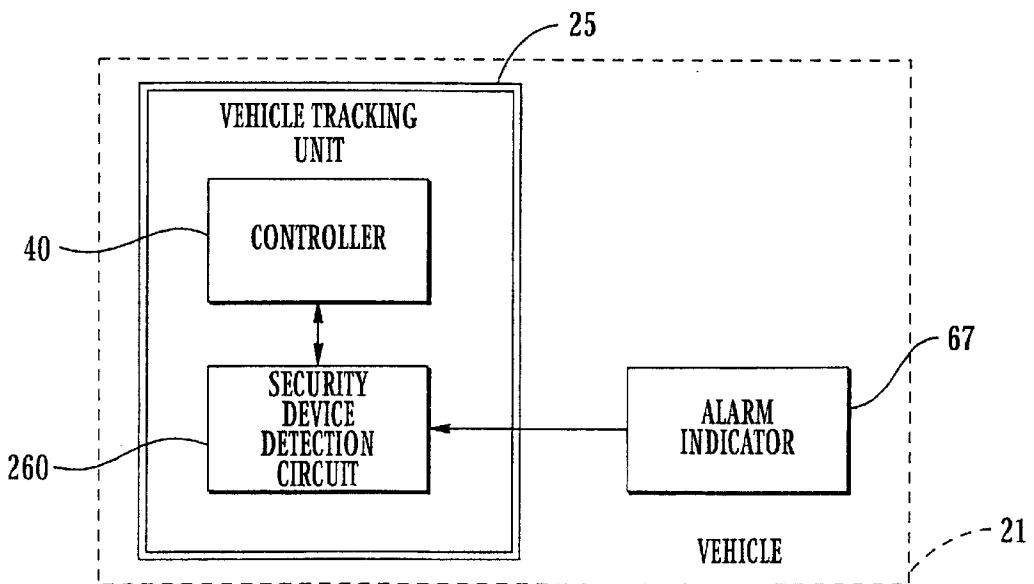 25
VEHICLE TRACKING
UNIT
CONTROLLER
40
67
SECURITY
DEVICE
DETECTION
CIRCUIT
ALARM
INDICATOR
260
VEHICLE
21